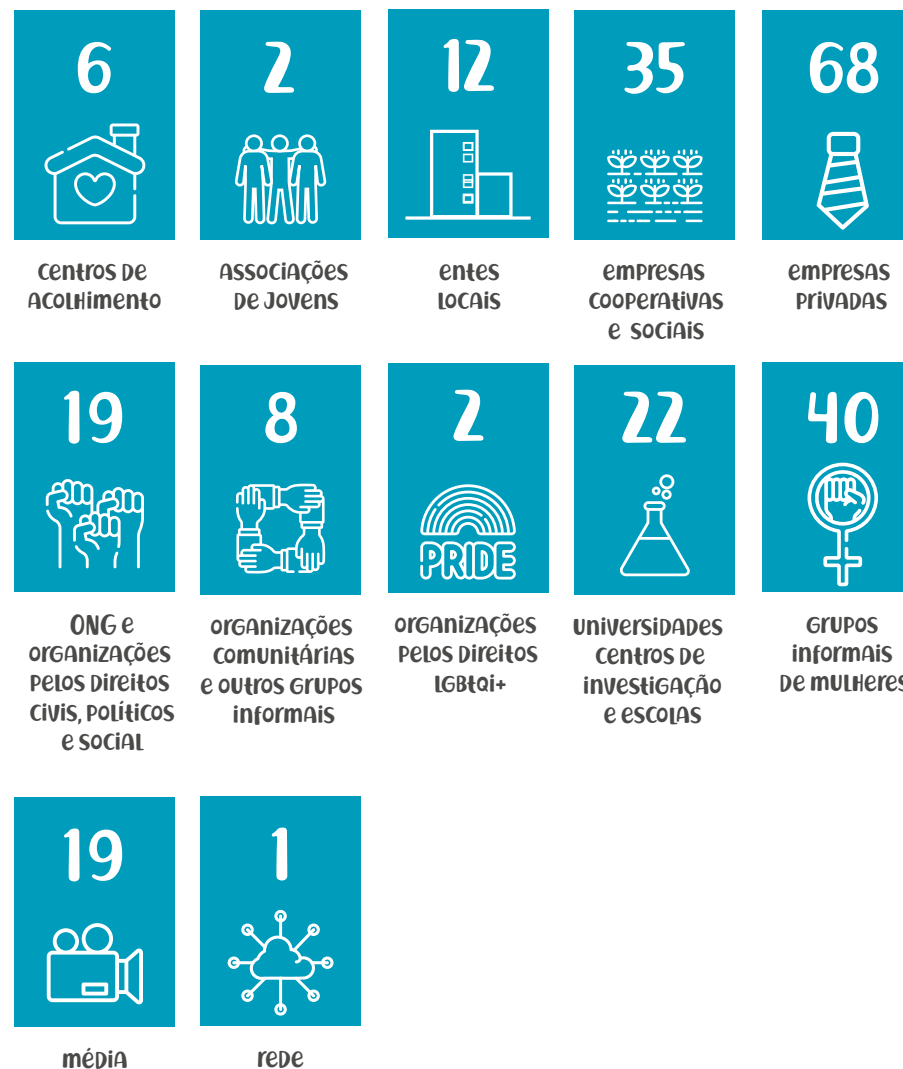 6
centros de
acolhimento
2
associações
de jovens
12
entes
locais
35
empresas
cooperativas
e sociais
68
empresas
privadas
19
ONG e
organizações
pelos direitos
civis, políticos
e social
8
organizações
comunitárias
e outros grupos
informais
2
PRIDE
organizações
pelos direitos
LGBTQI+
22
universidades
centros de
investigação
e escolas
40
grupos
informais
de mulheres
19
média
1
rede